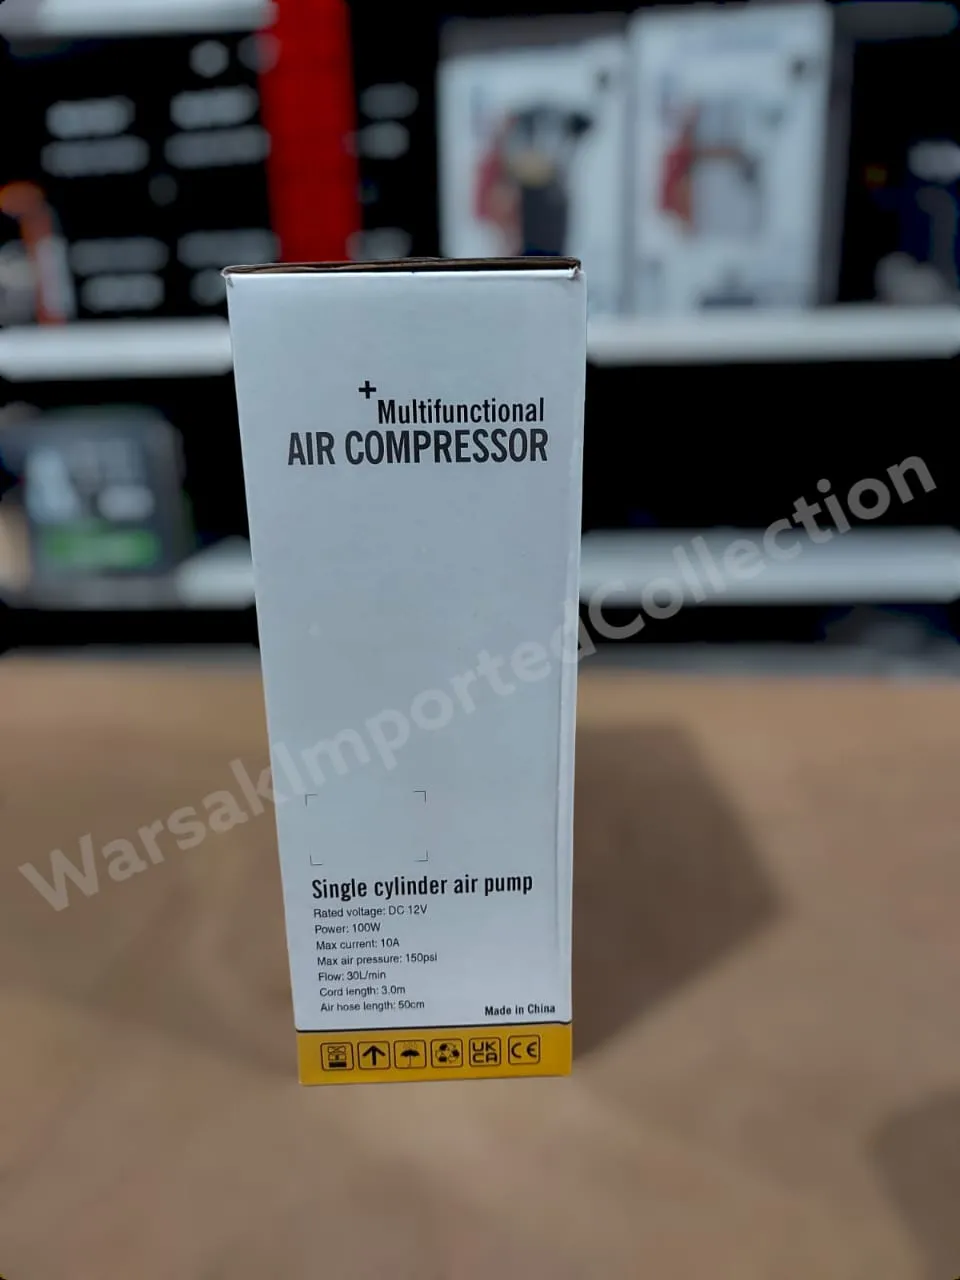 +
Multifunctional
AIR COMPRESSOR
WarsakImportedCollection
Single cylinder air pump
Rated voltage: DC 12V
Power: 100W
Max current: 10A
Max air pressure: 150psi
Flow: 30L/min
Cord length: 3.0m
Air hose length: 50cm
Made in China
UK
CA
CE